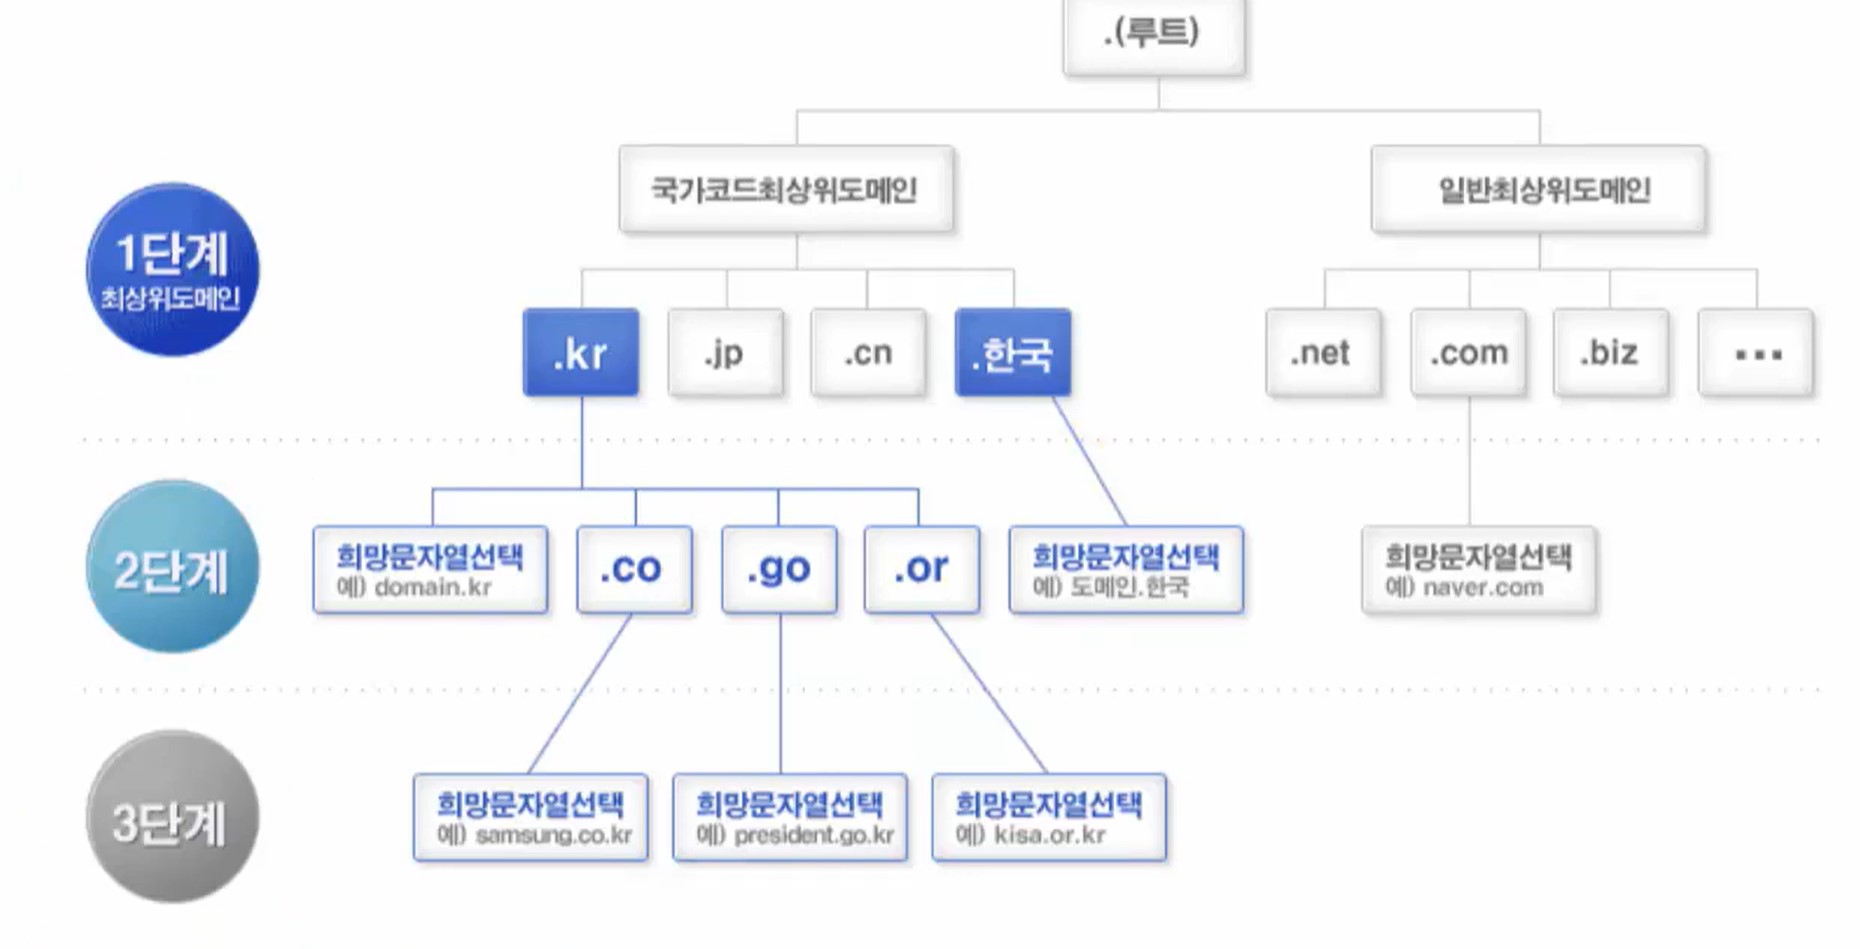 .(루트)
국가코드최상위도메인
일반최상위도메인
1단계
최상위도메인
.kr
.jp
.cn
.한국
.net
.com
.biz
...
2단계
희망문자열선택
예) domain.kr
.co
.go
.or
희망문자열선택
예) 도메인.한국
희망문자열선택
예) naver.com
3단계
희망문자열선택
예) samsung.co.kr
희망문자열선택
예) president.go.kr
희망문자열선택
예) kisa.or.kr